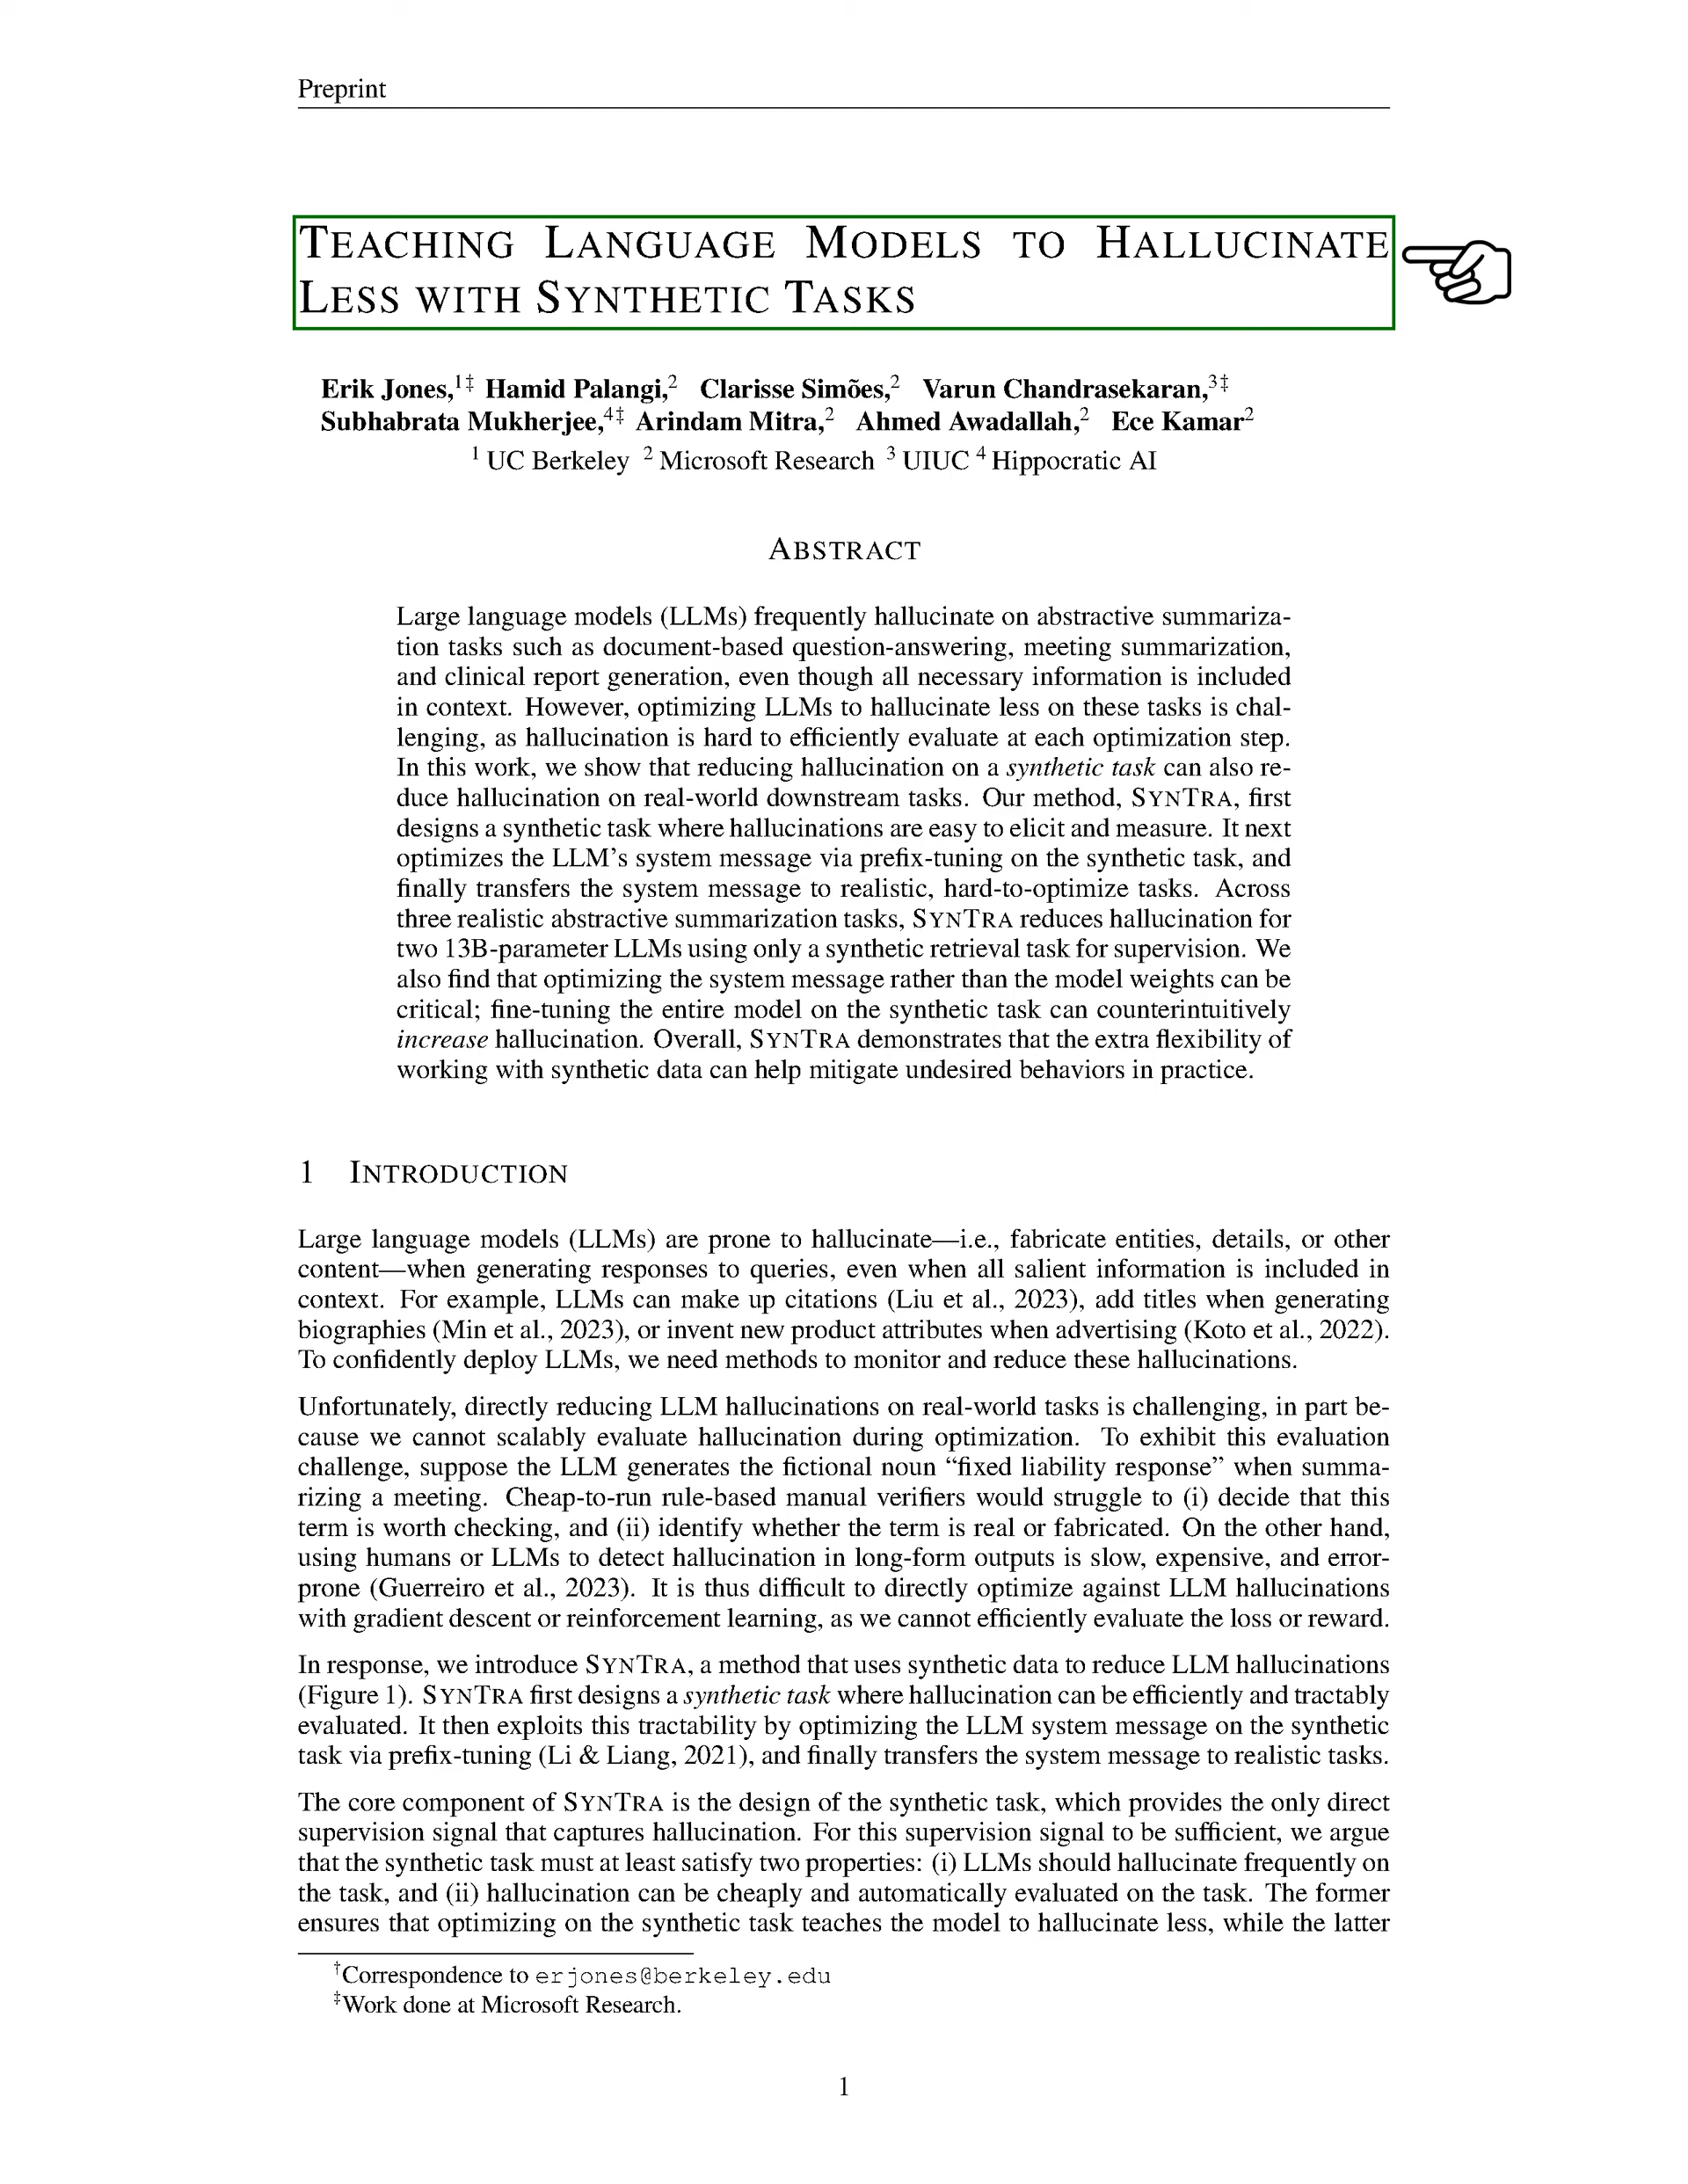 Preprint
TEACHING LANGUAGE MODELS TO HALLUCINATE
LESS WITH SYNTHETIC TASKS
Erik Jones,¹‡ Hamid Palangi,² Clarisse Simões,² Varun Chandrasekaran,³‡
Subhabrata Mukherjee,⁴‡ Arindam Mitra,² Ahmed Awadallah,² Ece Kamar²
¹ UC Berkeley ² Microsoft Research ³ UIUC ⁴ Hippocratic AI
ABSTRACT
Large language models (LLMs) frequently hallucinate on abstractive summariza-
tion tasks such as document-based question-answering, meeting summarization,
and clinical report generation, even though all necessary information is included
in context. However, optimizing LLMs to hallucinate less on these tasks is chal-
lenging, as hallucination is hard to efficiently evaluate at each optimization step.
In this work, we show that reducing hallucination on a synthetic task can also re-
duce hallucination on real-world downstream tasks. Our method, SYNTRA, first
designs a synthetic task where hallucinations are easy to elicit and measure. It next
optimizes the LLM's system message via prefix-tuning on the synthetic task, and
finally transfers the system message to realistic, hard-to-optimize tasks. Across
three realistic abstractive summarization tasks, SYNTRA reduces hallucination for
two 13B-parameter LLMs using only a synthetic retrieval task for supervision. We
also find that optimizing the system message rather than the model weights can be
critical; fine-tuning the entire model on the synthetic task can counterintuitively
increase hallucination. Overall, SYNTRA demonstrates that the extra flexibility of
working with synthetic data can help mitigate undesired behaviors in practice.
1 INTRODUCTION
Large language models (LLMs) are prone to hallucinate—i.e., fabricate entities, details, or other
content—when generating responses to queries, even when all salient information is included in
context. For example, LLMs can make up citations (Liu et al., 2023), add titles when generating
biographies (Min et al., 2023), or invent new product attributes when advertising (Koto et al., 2022).
To confidently deploy LLMs, we need methods to monitor and reduce these hallucinations.
Unfortunately, directly reducing LLM hallucinations on real-world tasks is challenging, in part be-
cause we cannot scalably evaluate hallucination during optimization. To exhibit this evaluation
challenge, suppose the LLM generates the fictional noun “fixed liability response” when summa-
rizing a meeting. Cheap-to-run rule-based manual verifiers would struggle to (i) decide that this
term is worth checking, and (ii) identify whether the term is real or fabricated. On the other hand,
using humans or LLMs to detect hallucination in long-form outputs is slow, expensive, and error-
prone (Guerreiro et al., 2023). It is thus difficult to directly optimize against LLM hallucinations
with gradient descent or reinforcement learning, as we cannot efficiently evaluate the loss or reward.
In response, we introduce SYNTRA, a method that uses synthetic data to reduce LLM hallucinations
(Figure 1). SYNTRA first designs a synthetic task where hallucination can be efficiently and tractably
evaluated. It then exploits this tractability by optimizing the LLM system message on the synthetic
task via prefix-tuning (Li & Liang, 2021), and finally transfers the system message to realistic tasks.
The core component of SYNTRA is the design of the synthetic task, which provides the only direct
supervision signal that captures hallucination. For this supervision signal to be sufficient, we argue
that the synthetic task must at least satisfy two properties: (i) LLMs should hallucinate frequently on
the task, and (ii) hallucination can be cheaply and automatically evaluated on the task. The former
ensures that optimizing on the synthetic task teaches the model to hallucinate less, while the latter
†Correspondence to erjones@berkeley.edu
‡Work done at Microsoft Research.
1